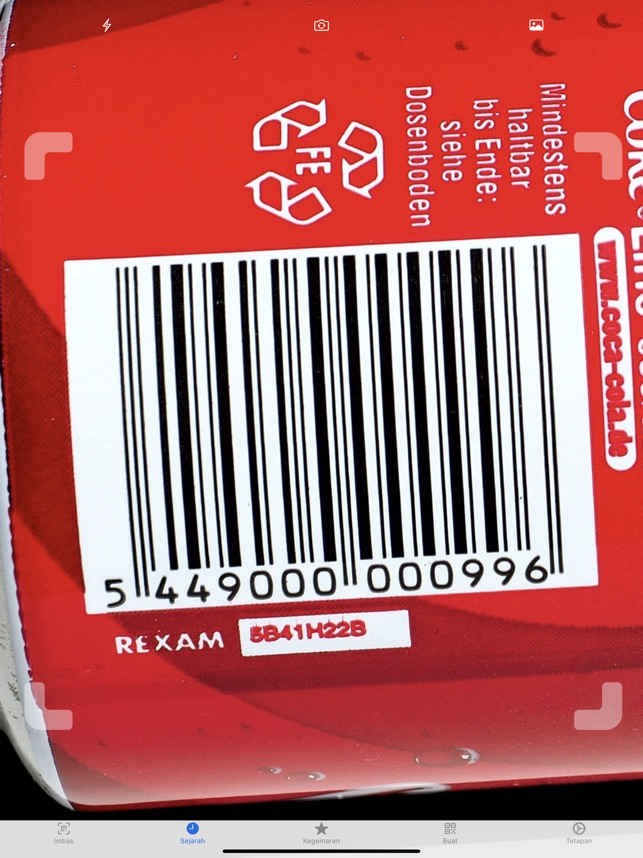 Mindestens
haltbar
bis Ende:
siehe
Dosenboden
FE
www.coca-cola.de
5 449000 000996
REXAM 5B41H22B
Imbas
Sejarah
Kegemaran
Buat
Tetapan